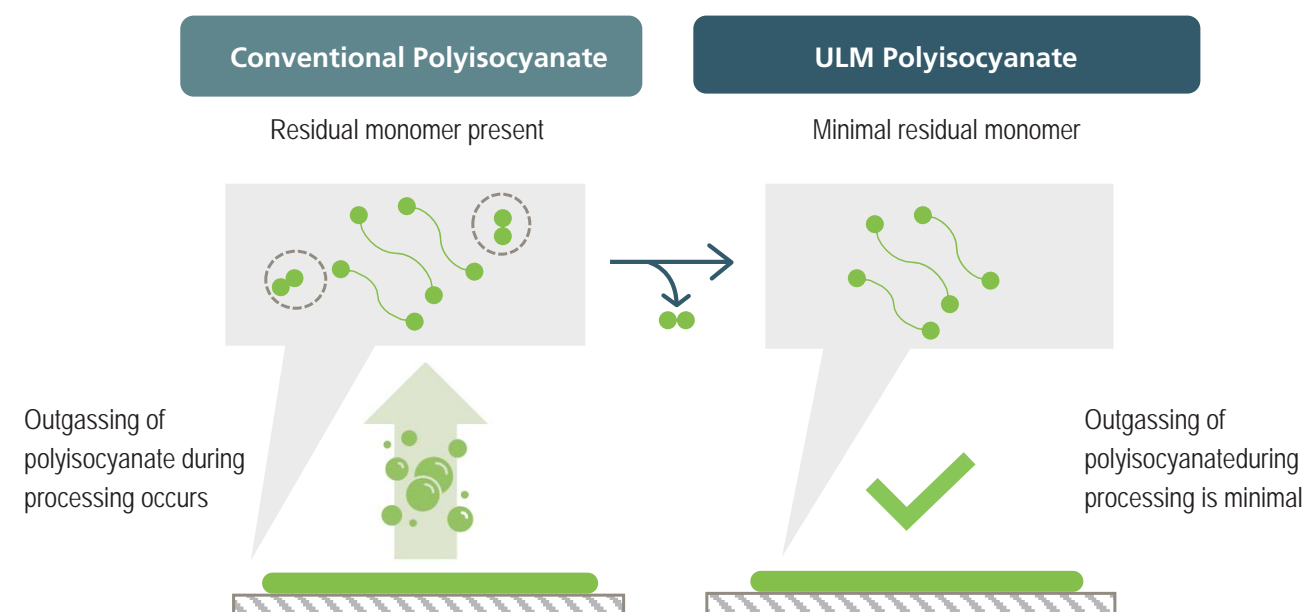 Conventional Polyisocyanate
ULM Polyisocyanate
Residual monomer present
Minimal residual monomer
Outgassing of
polyisocyanate during
processing occurs
Outgassing of
polyisocyanateduring
processing is minimal